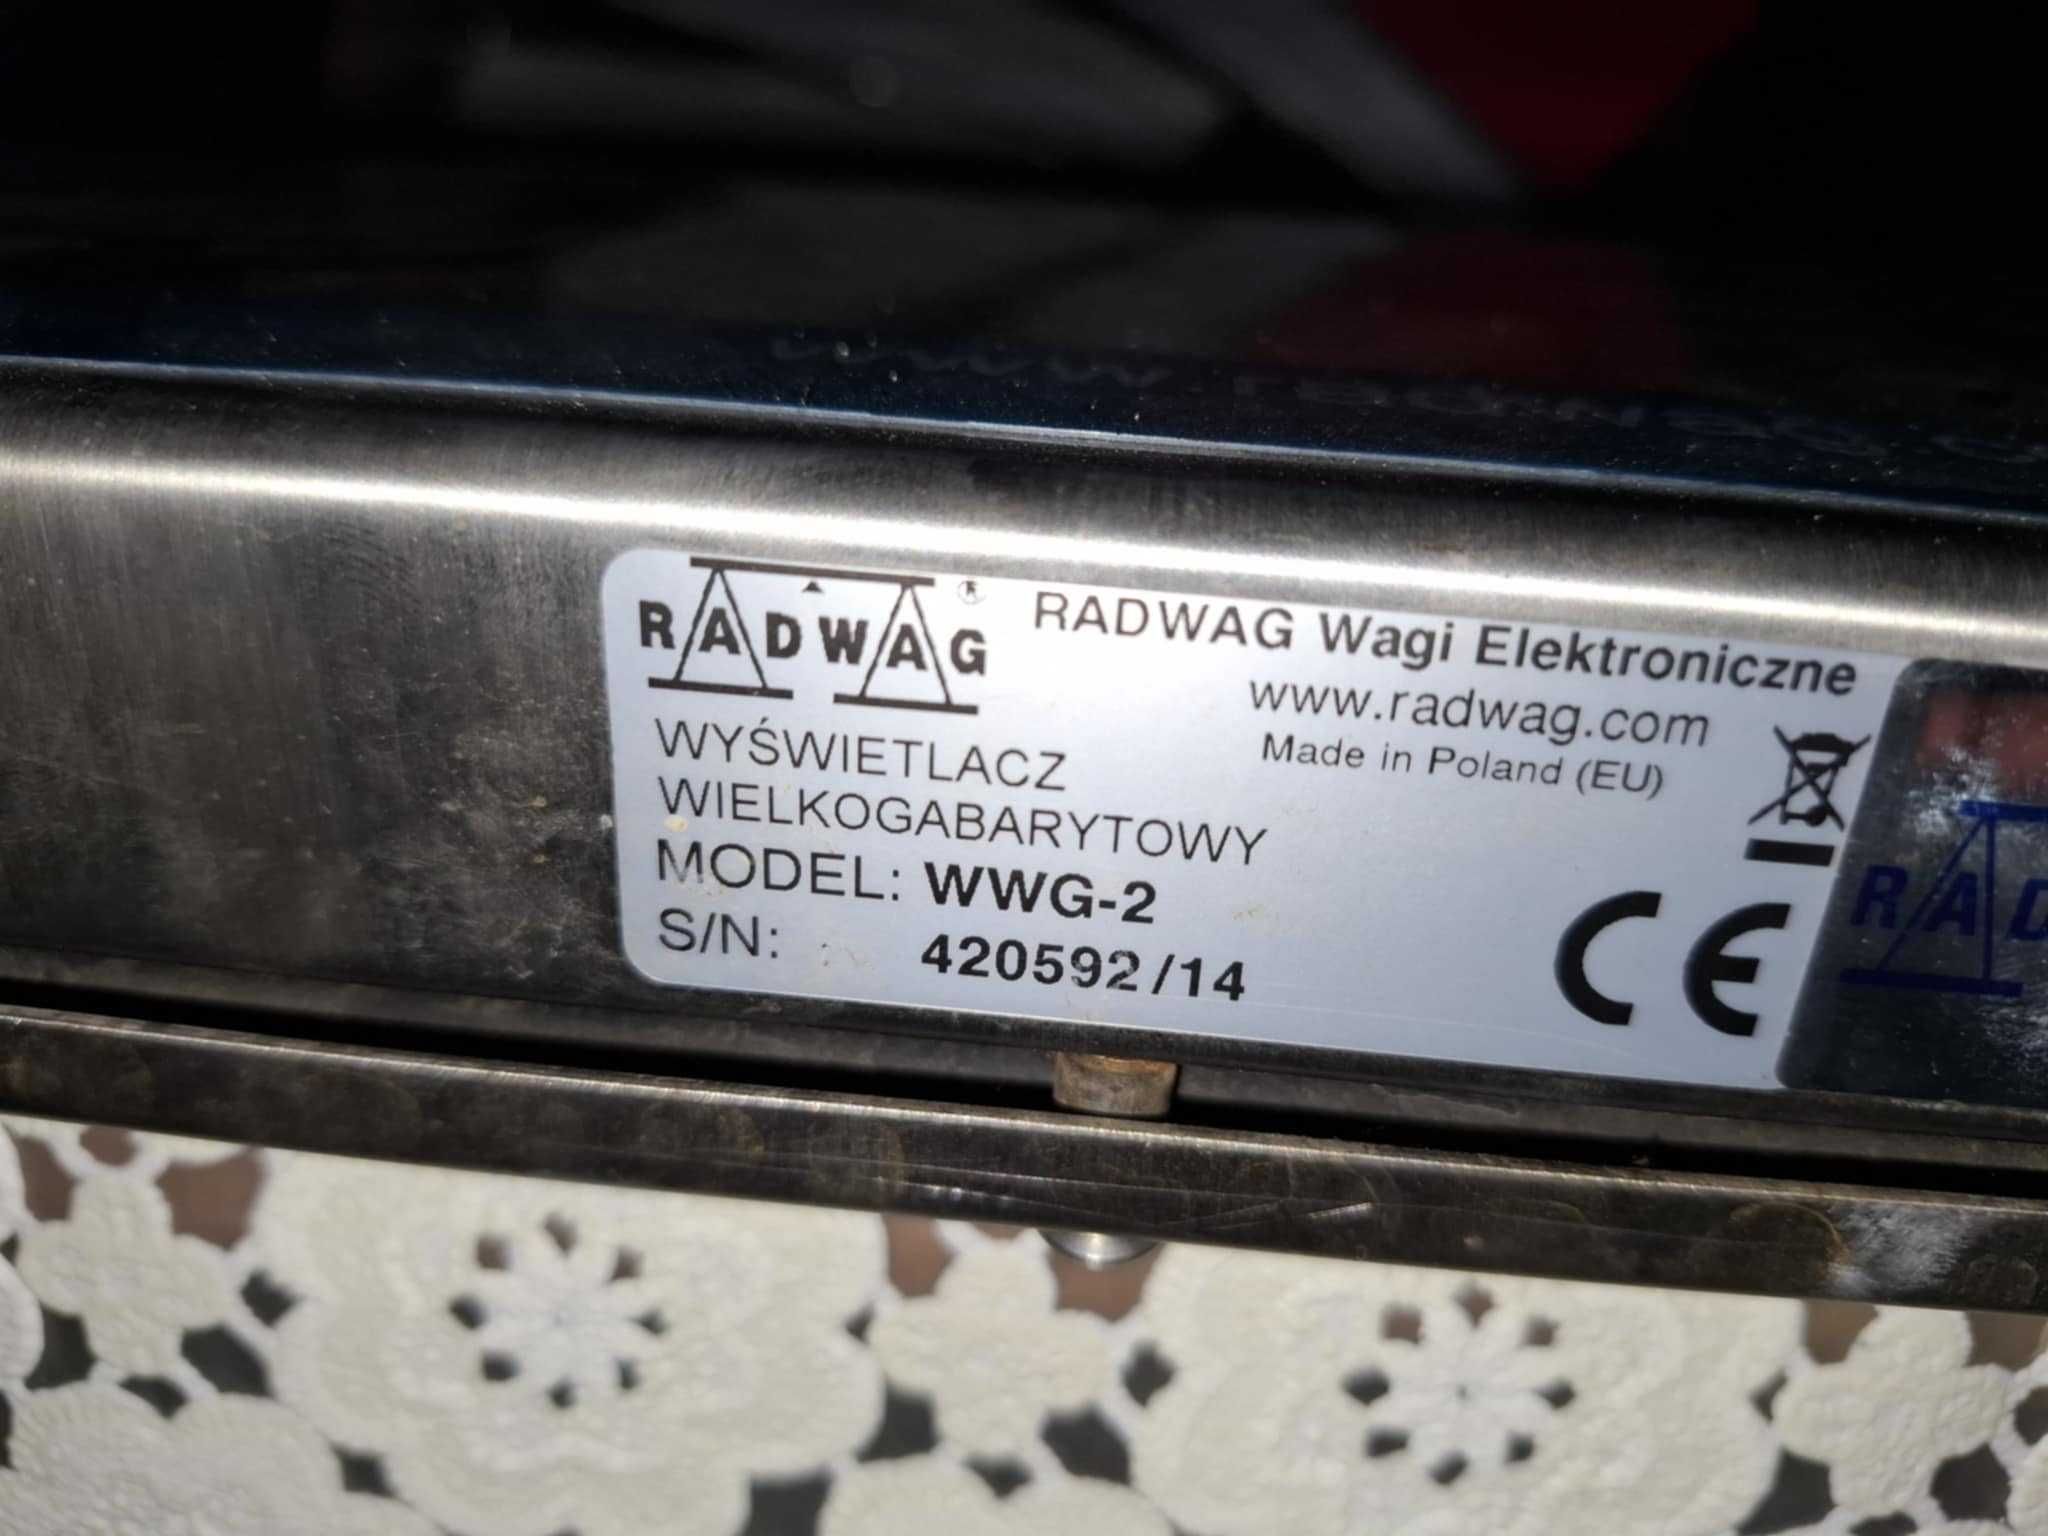 RADWAG ®
RADWAG Wagi Elektroniczne
www.radwag.com
Made in Poland (EU)
WYŚWIETLACZ
WIELKOGABARYTOWY
MODEL: WWG-2
S/N: 420592/14
CE
RAD